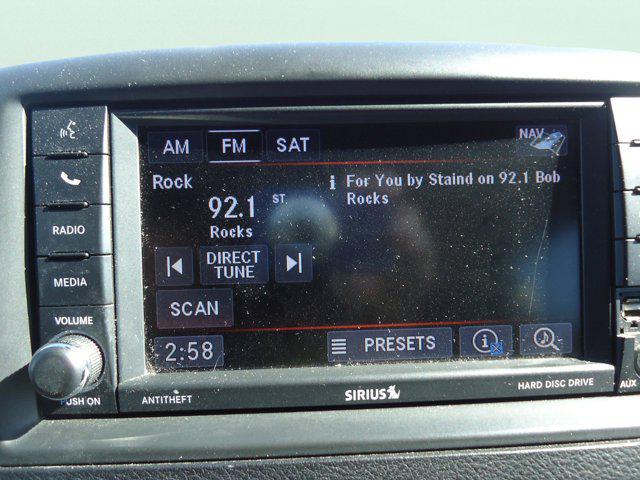 AM FM SAT NAV
Rock
92.1 ST
Rocks
i For You by Staind on 92.1 Bob
Rocks
DIRECT
TUNE
SCAN
2:58
PRESETS
RADIO
MEDIA
VOLUME
PUSH ON
ANTITHEFT
SIRIUS
HARD DISC DRIVE
AUX